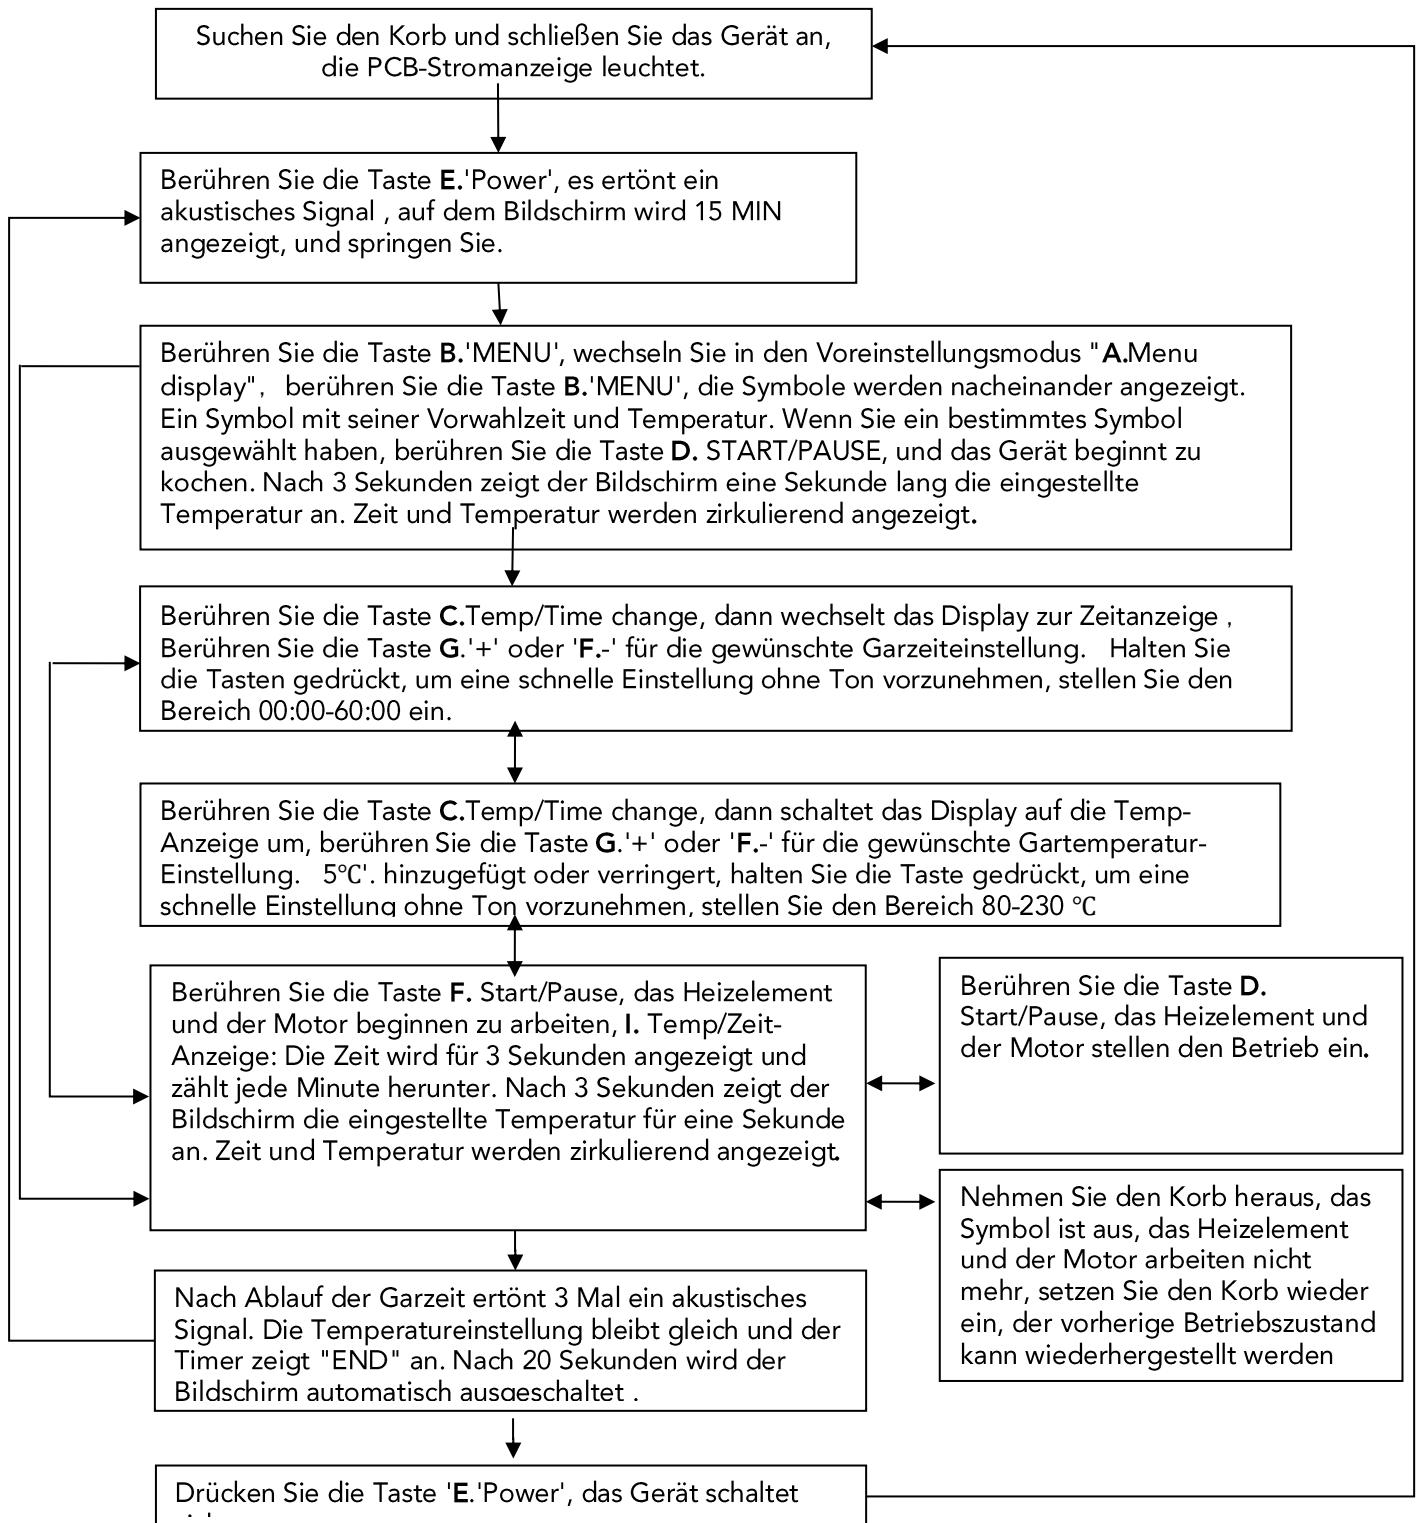 Suchen Sie den Korb und schließen Sie das Gerät an,
die PCB-Stromanzeige leuchtet.
Berühren Sie die Taste E.'Power', es ertönt ein
akustisches Signal , auf dem Bildschirm wird 15 MIN
angezeigt, und springen Sie.
Berühren Sie die Taste B.'MENU', wechseln Sie in den Voreinstellungsmodus "A.Menu
display", berühren Sie die Taste B.'MENU', die Symbole werden nacheinander angezeigt.
Ein Symbol mit seiner Vorwahlzeit und Temperatur. Wenn Sie ein bestimmtes Symbol
ausgewählt haben, berühren Sie die Taste D. START/PAUSE, und das Gerät beginnt zu
kochen. Nach 3 Sekunden zeigt der Bildschirm eine Sekunde lang die eingestellte
Temperatur an. Zeit und Temperatur werden zirkulierend angezeigt.
Berühren Sie die Taste C.Temp/Time change, dann wechselt das Display zur Zeitanzeige ,
Berühren Sie die Taste G.'+' oder 'F.-' für die gewünschte Garzeiteinstellung. Halten Sie
die Tasten gedrückt, um eine schnelle Einstellung ohne Ton vorzunehmen, stellen Sie den
Bereich 00:00-60:00 ein.
Berühren Sie die Taste C.Temp/Time change, dann schaltet das Display auf die Temp-
Anzeige um, berühren Sie die Taste G.'+' oder 'F.-' für die gewünschte Gartemperatur-
Einstellung. 5℃'. hinzugefügt oder verringert, halten Sie die Taste gedrückt, um eine
schnelle Einstellung ohne Ton vorzunehmen, stellen Sie den Bereich 80-230 ℃
Berühren Sie die Taste F. Start/Pause, das Heizelement
und der Motor beginnen zu arbeiten, I. Temp/Zeit-
Anzeige: Die Zeit wird für 3 Sekunden angezeigt und
zählt jede Minute herunter. Nach 3 Sekunden zeigt der
Bildschirm die eingestellte Temperatur für eine Sekunde
an. Zeit und Temperatur werden zirkulierend angezeigt.
Berühren Sie die Taste D.
Start/Pause, das Heizelement und
der Motor stellen den Betrieb ein.
Nehmen Sie den Korb heraus, das
Symbol ist aus, das Heizelement
und der Motor arbeiten nicht
mehr, setzen Sie den Korb wieder
ein, der vorherige Betriebszustand
kann wiederhergestellt werden
Nach Ablauf der Garzeit ertönt 3 Mal ein akustisches
Signal. Die Temperatureinstellung bleibt gleich und der
Timer zeigt "END" an. Nach 20 Sekunden wird der
Bildschirm automatisch ausgeschaltet .
Drücken Sie die Taste 'E.'Power', das Gerät schaltet